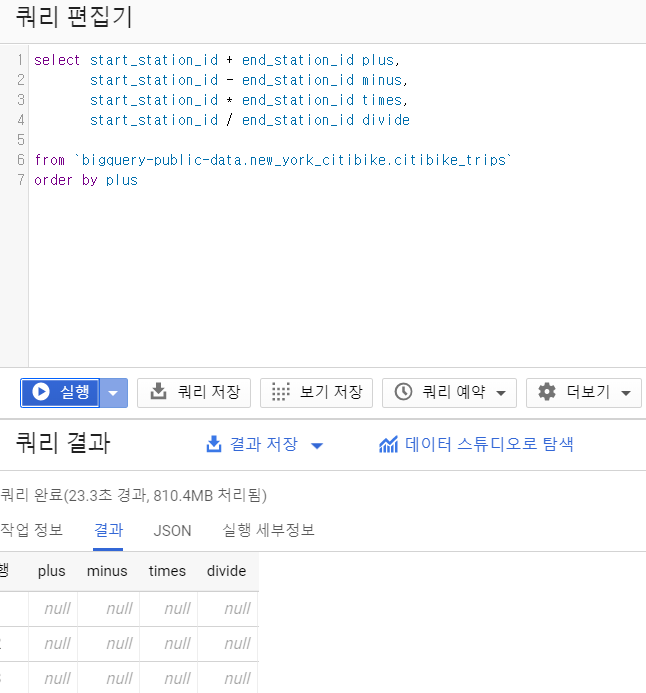 쿼리 편집기
1 select start_station_id + end_station_id plus,
2 start_station_id - end_station_id minus,
3 start_station_id * end_station_id times,
4 start_station_id / end_station_id divide
5
6 from `bigquery-public-data.new_york_citibike.citibike_trips`
7 order by plus
실행 쿼리 저장 보기 저장 쿼리 예약 더보기
쿼리 결과 결과 저장 데이터 스튜디오로 탐색
쿼리 완료(23.3초 경과, 810.4MB 처리됨)
작업 정보 결과 JSON 실행 세부정보
행 plus minus times divide
null null null null
null null null null
null null null null